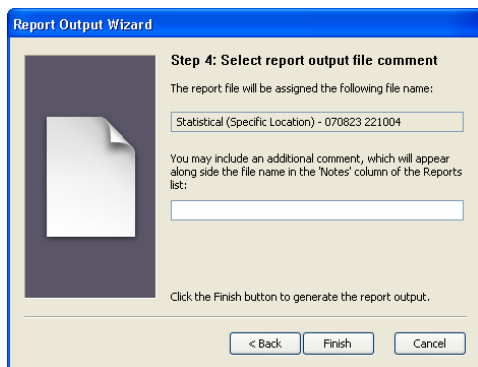 Report Output Wizard
Step 4: Select report output file comment
The report file will be assigned the following file name:
Statistical (Specific Location) - 070823 221004
You may include an additional comment, which will appear
along side the file name in the 'Notes' column of the Reports
list:
Click the Finish button to generate the report output.
< Back Finish Cancel